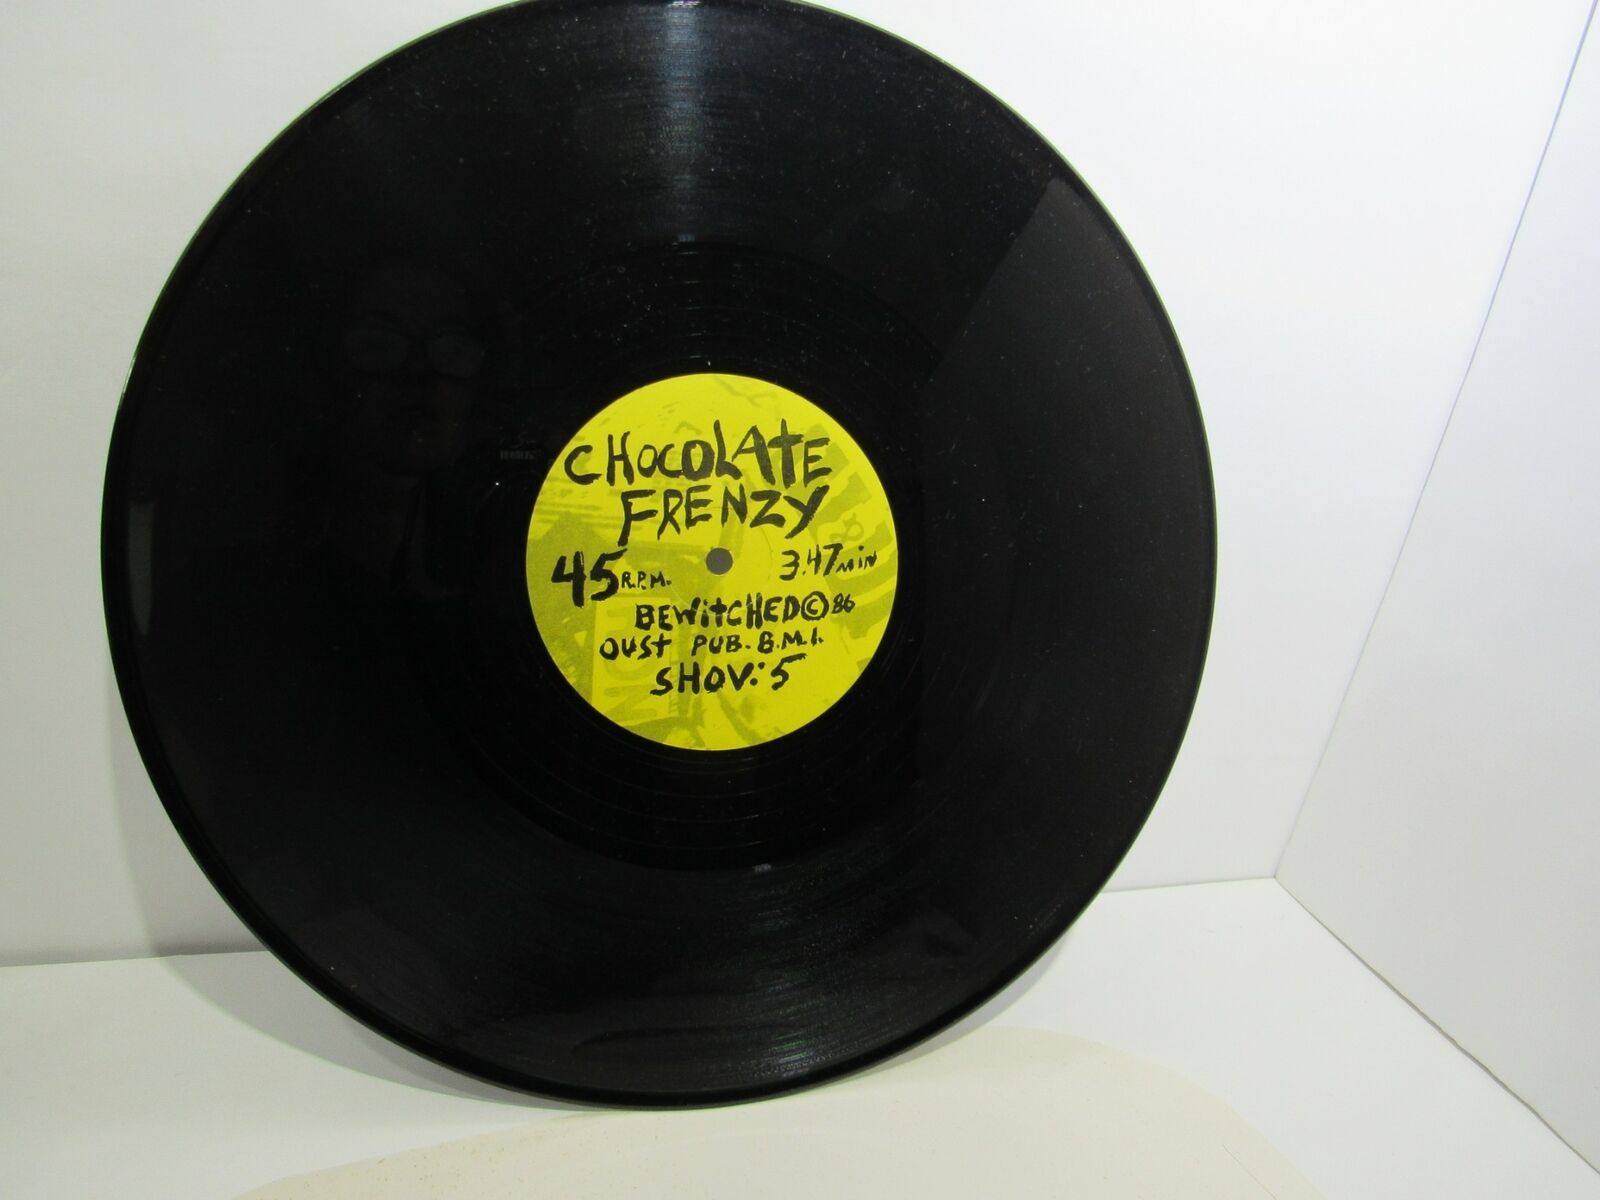 CHOCOLATE
FRENZY
45 R.P.M. 3.47 MIN
BEWITCHED © 86
OUST PUB. B.M.I.
SHOV: 5